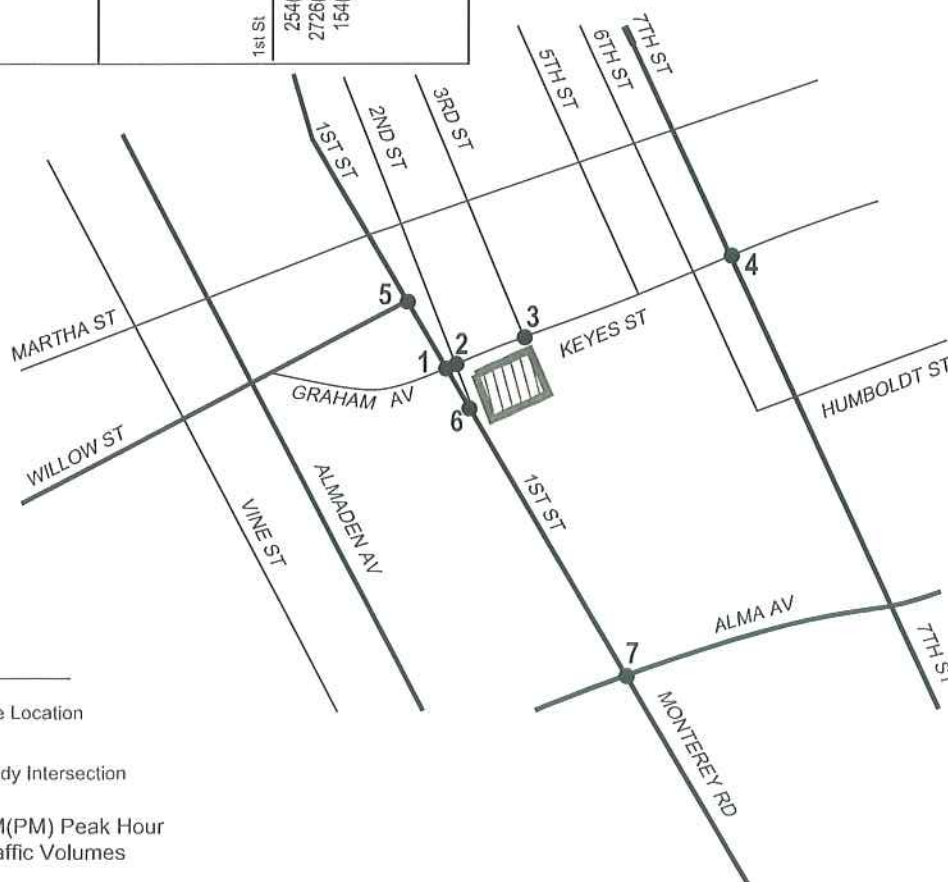 1st St
7TH ST
6TH ST
5TH ST
3RD ST
2ND ST
1ST ST
MARTHA ST
5
4
3
2
1
6
KEYES ST
GRAHAM AV
HUMBOLDT ST
WILLOW ST
ALMADEN AV
VINE ST
1ST ST
ALMA AV
7
7TH ST
MONTEREY RD
Location
Intersection
(PM) Peak Hour
Volumes